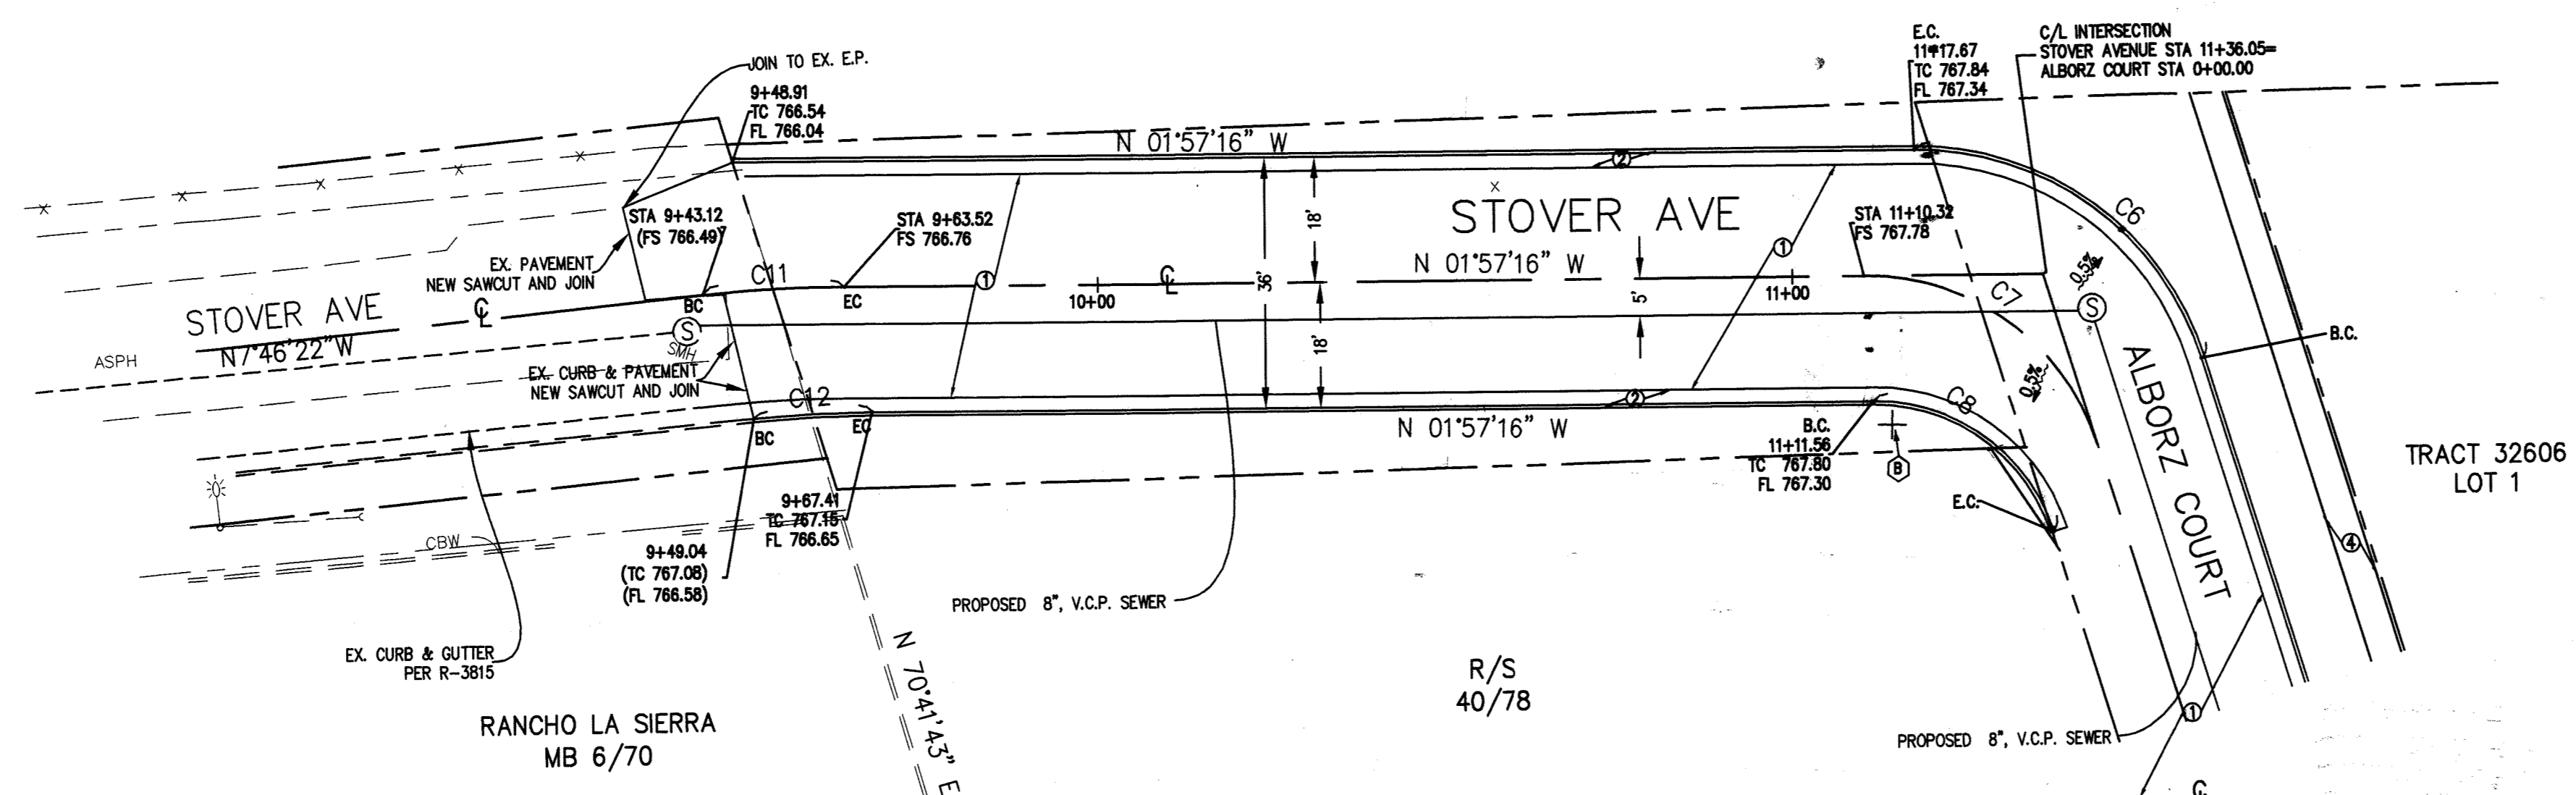 JOIN TO EX. E.P.
9+48.91
TC 766.54
FL 766.04
N 01°57'16" W
E.C.
11+17.67
TC 767.84
FL 767.34
C/L INTERSECTION
STOVER AVENUE STA 11+36.05=
ALBORZ COURT STA 0+00.00
2
STA 9+43.12
(FS 766.49)
STA 9+63.52
FS 766.76
EX. PAVEMENT
NEW SAWCUT AND JOIN
C11
BC
EC
1
10+00
CL
36'
18'
18'
STOVER AVE
N 01°57'16" W
5'
1
11+00
STA 11+10.32
FS 767.78
C6
0.5%
C7
S
B.C.
STOVER AVE
N7°46'22"W
CL
ASPH
S
SMH
EX. CURB & PAVEMENT
NEW SAWCUT AND JOIN
C12
BC
EC
2
N 01°57'16" W
0.5%
C8
B.C.
11+11.56
TC 767.80
FL 767.30
B
E.C.
ALBORZ COURT
TRACT 32606
LOT 1
4
9+67.41
TC 767.15
FL 766.65
CBW
9+49.04
(TC 767.08)
(FL 766.58)
PROPOSED 8", V.C.P. SEWER
EX. CURB & GUTTER
PER R-3815
N 70°41'43" E
R/S
40/78
RANCHO LA SIERRA
MB 6/70
1
PROPOSED 8", V.C.P. SEWER